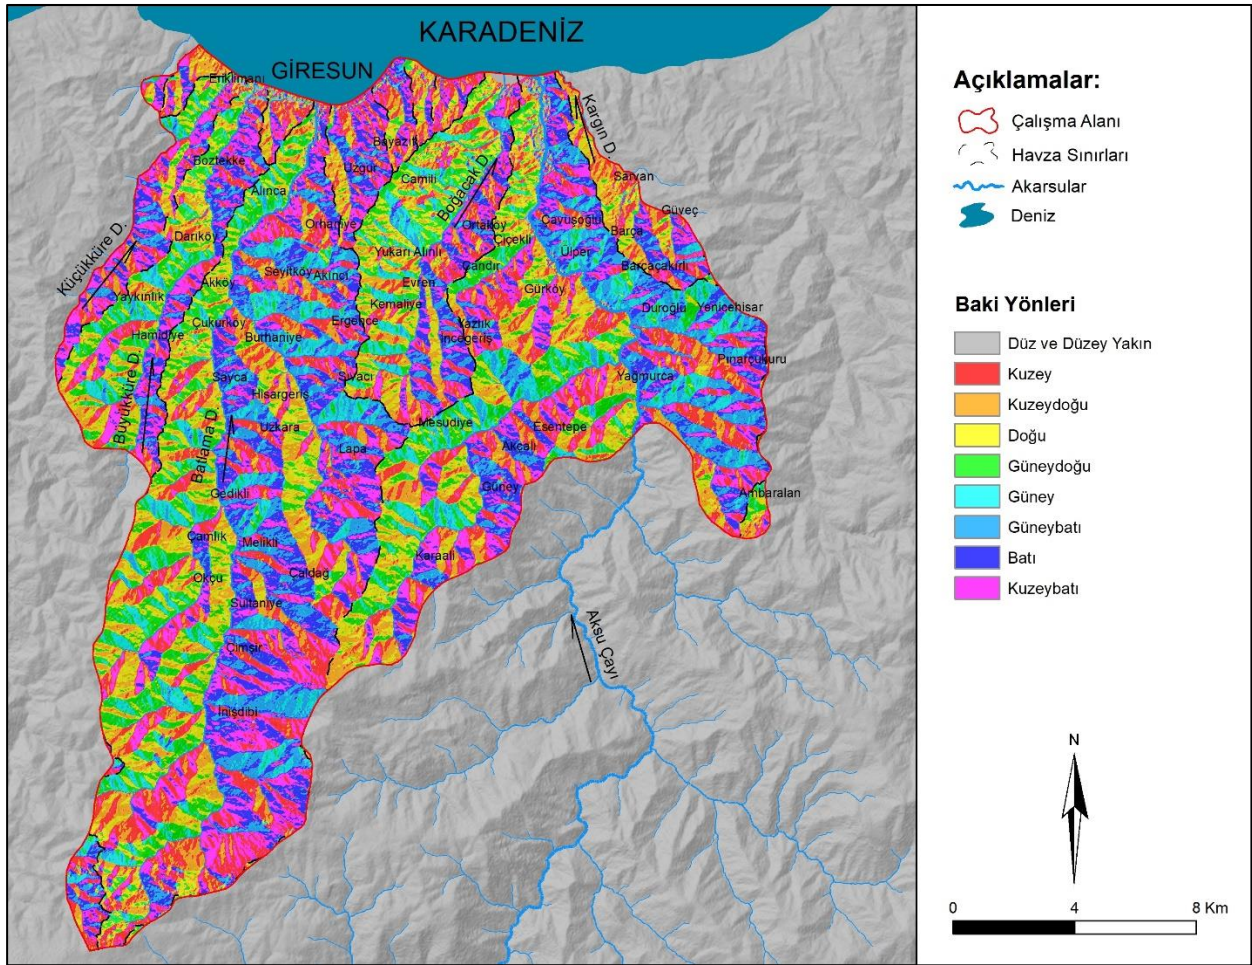 KARADENİZ
GİRESUN
Eriklimanı
Kargın D.
Bayazıt
Boztekke
Uzgur
Camili
Sarvan
Alınca
Boğacak D.
Güveç
Orhaniye
Ortaköy
Çavuşoğlu
Barça
Darıköy
Çiçekli
Küçükküre D.
Yukarı Alınlı
Ülper
Seyitköy
Akıncı
Çandır
Barçaçakırlı
Akköy
Evren
Gürköy
Yaykınlık
Kemaliye
Duroğlu
Yenicehisar
Çukurköy
Ergence
Yazlık
Hamidiye
Burhaniye
İncegeriş
Pınarçukuru
Sayca
Sıvacı
Yağmurca
Hisargeriş
Büyükküre D.
Batlama D.
Uzkara
Mesudiye
Esentepe
Lapa
Akçalı
Gedikli
Güney
Ambaralan
Çamlık
Melikli
Karaali
Okçu
Çaldağ
Sultaniye
Aksu Çayı
Çimşir
İnişdibi
Açıklamalar:
Çalışma Alanı
Havza Sınırları
Akarsular
Deniz
Baki Yönleri
Düz ve Düzey Yakın
Kuzey
Kuzeydoğu
Doğu
Güneydoğu
Güney
Güneybatı
Batı
Kuzeybatı
N
0 4 8 Km